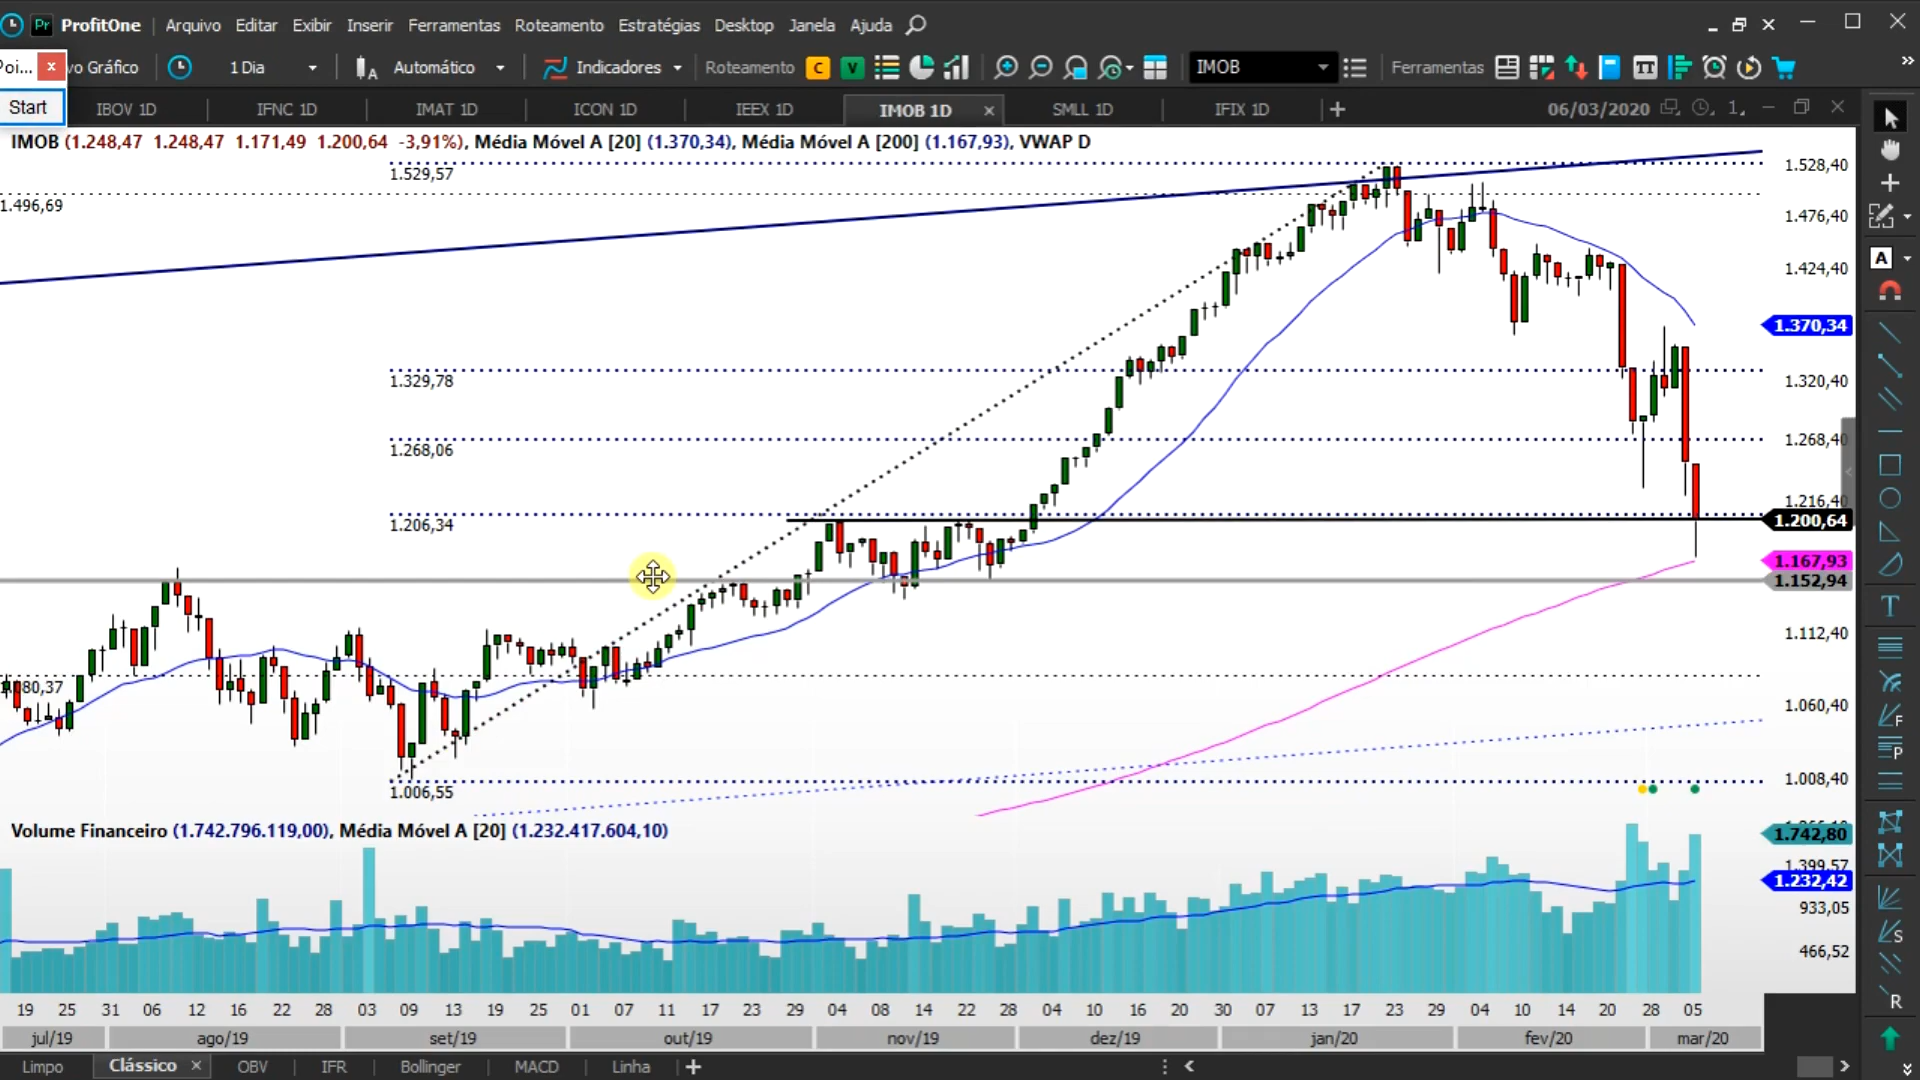 Pr ProfitOne Arquivo Editar Exibir Inserir Ferramentas Roteamento Estratégias Desktop Janela Ajuda
Poi... x vo Gráfico 1 Dia A Automático Indicadores Roteamento C V IMOB Ferramentas TT »
Start IBOV 1D IFNC 1D IMAT 1D ICON 1D IEEX 1D IMOB 1D × SMLL 1D IFIX 1D + 06/03/2020
IMOB (1.248,47 1.248,47 1.171,49 1.200,64 -3,91%), Média Móvel A [20] (1.370,34), Média Móvel A [200] (1.167,93), VWAP D
1.529,57
1.528,40
1.496,69
1.476,40
1.424,40
1.370,34
1.329,78
1.320,40
1.268,06
1.268,40
1.216,40
1.206,34
1.200,64
1.167,93
1.152,94
1.112,40
1.060,40
1.006,55
1.008,40
Volume Financeiro (1.742.796.119,00), Média Móvel A [20] (1.232.417.604,10)
1.742,80
1.399,57
1.232,42
933,05
466,52
19 25 31 06 12 16 22 28 03 09 13 19 25 01 07 11 17 23 29 04 08 14 22 28 04 10 16 20 30 07 13 17 23 29 04 10 14 20 28 05
jul/19 ago/19 set/19 out/19 nov/19 dez/19 jan/20 fev/20 mar/20
Limpo Clássico × OBV IFR Bollinger MACD Linha +
A
T
F
P
S
R